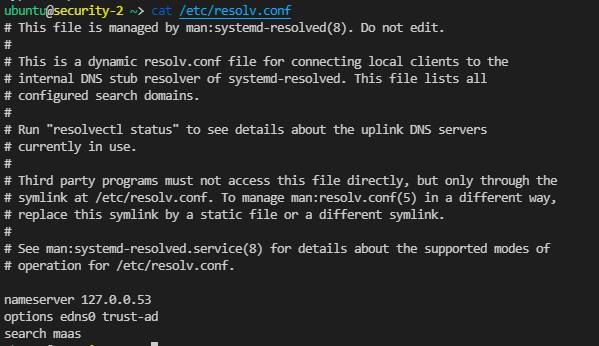 ubuntu@security-2 ~> cat /etc/resolv.conf
# This file is managed by man:systemd-resolved(8). Do not edit.
#
# This is a dynamic resolv.conf file for connecting local clients to the
# internal DNS stub resolver of systemd-resolved. This file lists all
# configured search domains.
#
# Run "resolvectl status" to see details about the uplink DNS servers
# currently in use.
#
# Third party programs must not access this file directly, but only through the
# symlink at /etc/resolv.conf. To manage man:resolv.conf(5) in a different way,
# replace this symlink by a static file or a different symlink.
#
# See man:systemd-resolved.service(8) for details about the supported modes of
# operation for /etc/resolv.conf.

nameserver 127.0.0.53
options edns0 trust-ad
search maas